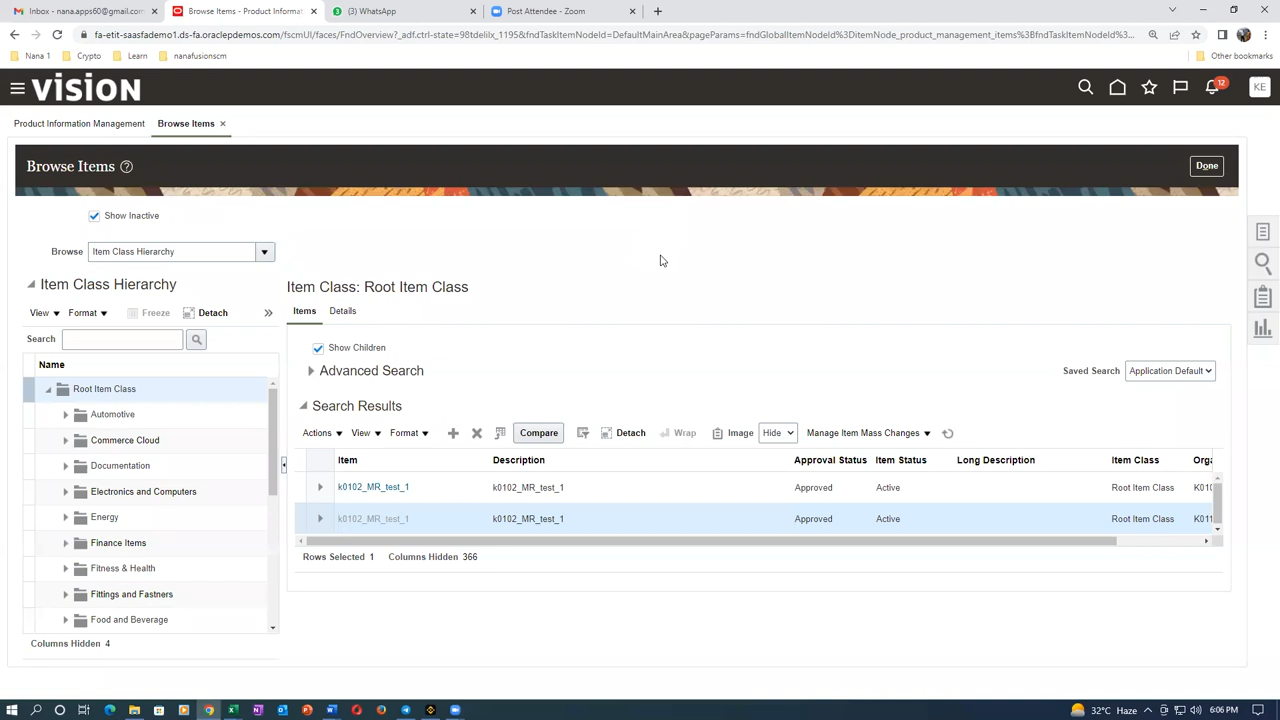 Inbox - nana.apps60@gmail.com
Browse Items - Product Informat
(3) WhatsApp
Post Attendee - Zoom
fa-etit-saasfademo1.ds-fa.oraclepdemos.com/fscmUI/faces/FndOverview?_adf.ctrl-state=98tdelilx_1195&fndTaskItemNodeId=DefaultMainArea&pageParams=fndGlobalItemNodeId%3DitemNode_product_management_items%3BfndTaskItemNodeId%3D...
Nana 1
Crypto
Learn
nanafusionscm
Other bookmarks
VISION
12
KE
Product Information Management
Browse Items
Browse Items
Done
Show Inactive
Browse
Item Class Hierarchy
Item Class Hierarchy
View
Format
Freeze
Detach
»
Search
Name
Root Item Class
Automotive
Commerce Cloud
Documentation
Electronics and Computers
Energy
Finance Items
Fitness & Health
Fittings and Fastners
Food and Beverage
Columns Hidden 4
Item Class: Root Item Class
Items
Details
Show Children
Advanced Search
Saved Search
Application Default
Search Results
Actions
View
Format
Compare
Detach
Wrap
Image
Hide
Manage Item Mass Changes
Item Description Approval Status Item Status Long Description Item Class Orga
k0102_MR_test_1 k0102_MR_test_1 Approved Active Root Item Class K010
k0102_MR_test_1 k0102_MR_test_1 Approved Active Root Item Class K011
Rows Selected 1 Columns Hidden 366
32°C Haze
6:06 PM